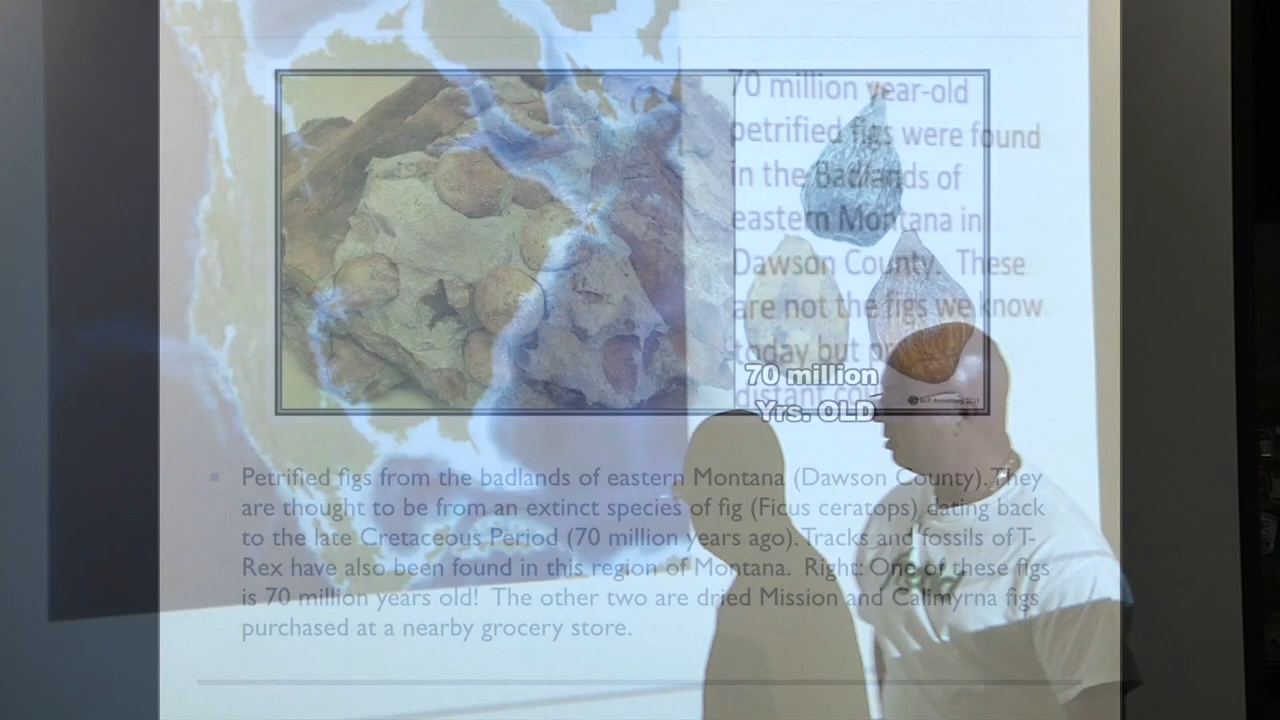 70 million year-old
petrified figs were found
in the Badlands of
eastern Montana in
Dawson County. These
are not the figs we know
today but
distant
70 million
Yrs. OLD
Petrified figs from the badlands of eastern Montana (Dawson County). They
are thought to be from an extinct species of fig (Ficus ceratops) dating back
to the late Cretaceous Period (70 million years ago). Tracks and fossils of T-
Rex have also been found in this region of Montana. Right: One of these figs
is 70 million years old! The other two are dried Mission and Calimyrna figs
purchased at a nearby grocery store.